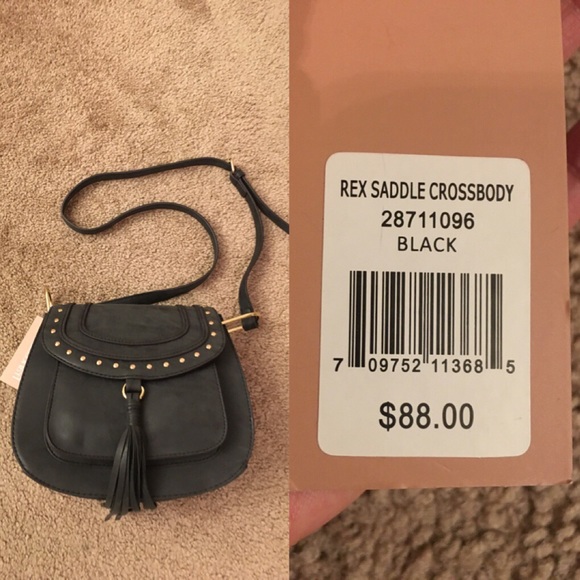 REX SADDLE CROSSBODY
28711096
BLACK
7 09752 11368 5
$88.00